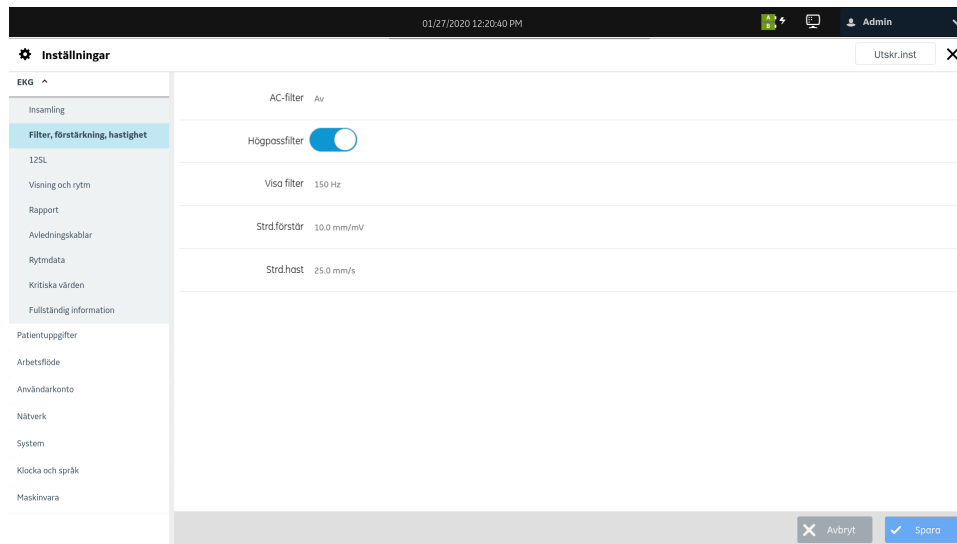 01/27/2020 12:20:40 PM
A
B
Admin
Inställningar
Utskr.inst
EKG
Insamling
Filter, förstärkning, hastighet
12SL
Visning och rytm
Rapport
Avledningskablar
Rytmdata
Kritiska värden
Fullständig information
Patientuppgifter
Arbetsflöde
Användarkonto
Nätverk
System
Klocka och språk
Maskinvara
AC-filter Av
Högpassfilter
Visa filter 150 Hz
Strd.förstär 10.0 mm/mV
Strd.hast 25.0 mm/s
Avbryt
Spara